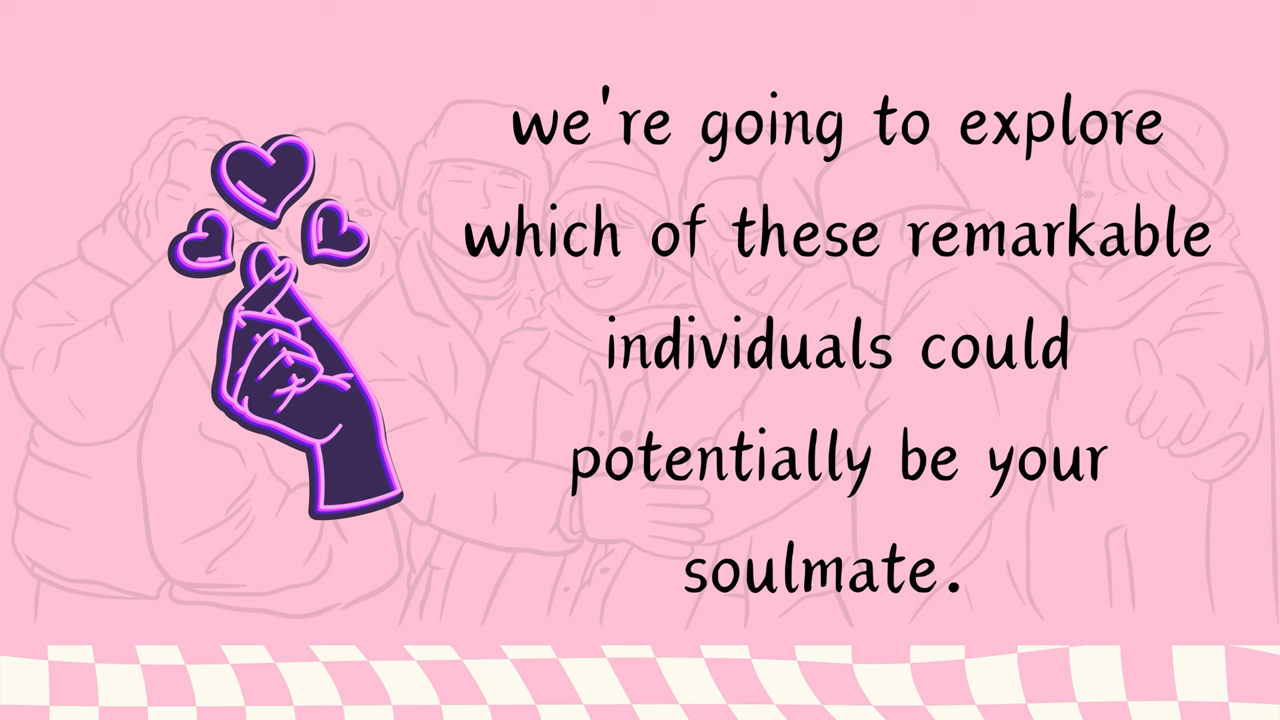 we're going to explore
which of these remarkable
individuals could
potentially be your
soulmate.